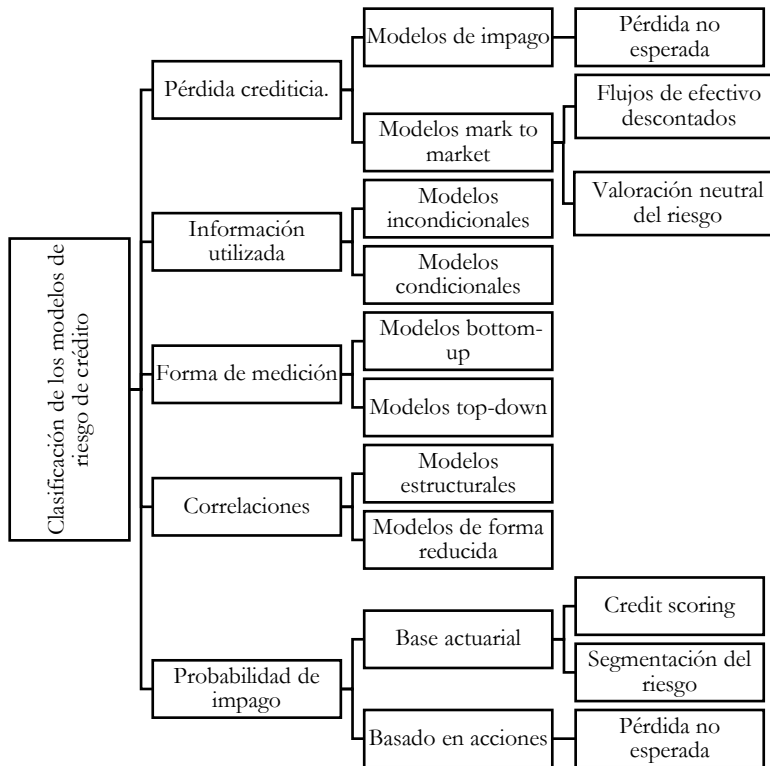 Clasificación de los modelos de
riesgo de crédito
Pérdida crediticia.
Modelos de impago
Pérdida no
esperada
Modelos mark to
market
Flujos de efectivo
descontados
Valoración neutral
del riesgo
Información
utilizada
Modelos
incondicionales
Modelos
condicionales
Forma de medición
Modelos bottom-
up
Modelos top-down
Correlaciones
Modelos
estructurales
Modelos de forma
reducida
Probabilidad de
impago
Base actuarial
Credit scoring
Segmentación del
riesgo
Basado en acciones
Pérdida no
esperada